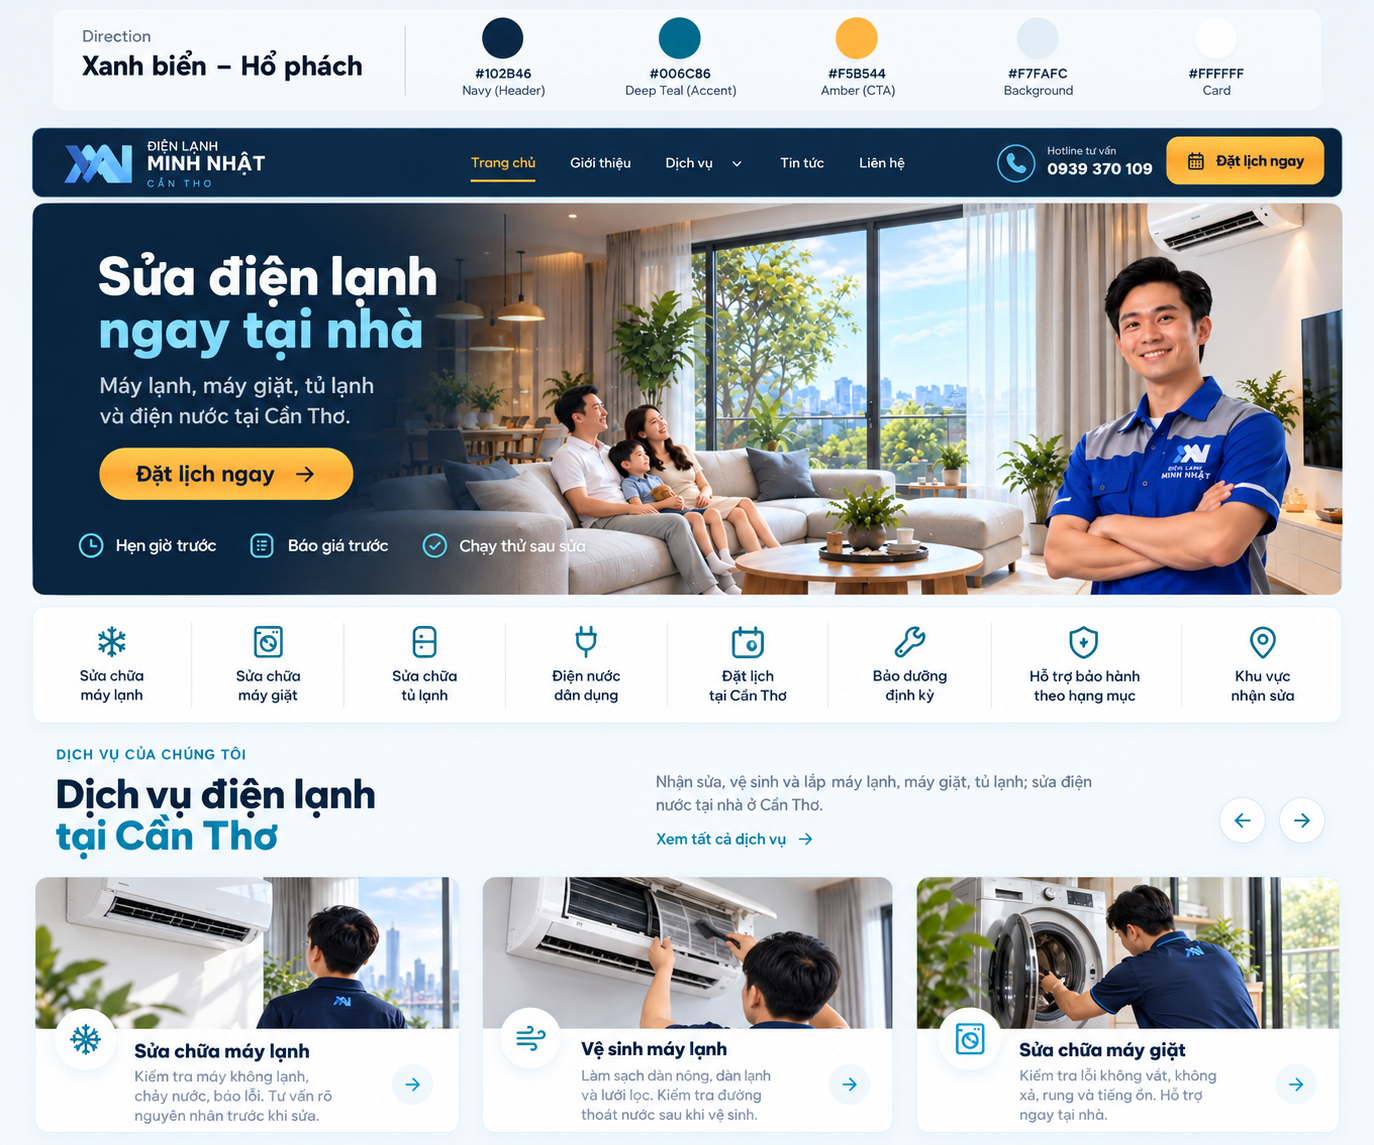 Direction
Xanh biển – Hổ phách
#102B46
Navy (Header)
#006C86
Deep Teal (Accent)
#F5B544
Amber (CTA)
#F7FAFC
Background
#FFFFFF
Card
ĐIỆN LẠNH
MINH NHẬT
CẦN THƠ
Trang chủ
Giới thiệu
Dịch vụ
Tin tức
Liên hệ
Hotline tư vấn
0939 370 109
Đặt lịch ngay
Sửa điện lạnh
ngay tại nhà
Máy lạnh, máy giặt, tủ lạnh
và điện nước tại Cần Thơ.
Đặt lịch ngay
Hẹn giờ trước
Báo giá trước
Chạy thử sau sửa
ĐIỆN LẠNH
MINH NHẬT
Sửa chữa
máy lạnh
Sửa chữa
máy giặt
Sửa chữa
tủ lạnh
Điện nước
dân dụng
Đặt lịch
tại Cần Thơ
Bảo dưỡng
định kỳ
Hỗ trợ bảo hành
theo hạng mục
Khu vực
nhận sửa
DỊCH VỤ CỦA CHÚNG TÔI
Dịch vụ điện lạnh
tại Cần Thơ
Nhận sửa, vệ sinh và lắp máy lạnh, máy giặt, tủ lạnh; sửa điện
nước tại nhà ở Cần Thơ.
Xem tất cả dịch vụ
Sửa chữa máy lạnh
Kiểm tra máy không lạnh,
chảy nước, báo lỗi. Tư vấn rõ
nguyên nhân trước khi sửa.
Vệ sinh máy lạnh
Làm sạch dàn nóng, dàn lạnh
và lưới lọc. Kiểm tra đường
thoát nước sau khi vệ sinh.
Sửa chữa máy giặt
Kiểm tra lỗi không vắt, không
xả, rung và tiếng ồn. Hỗ trợ
ngay tại nhà.